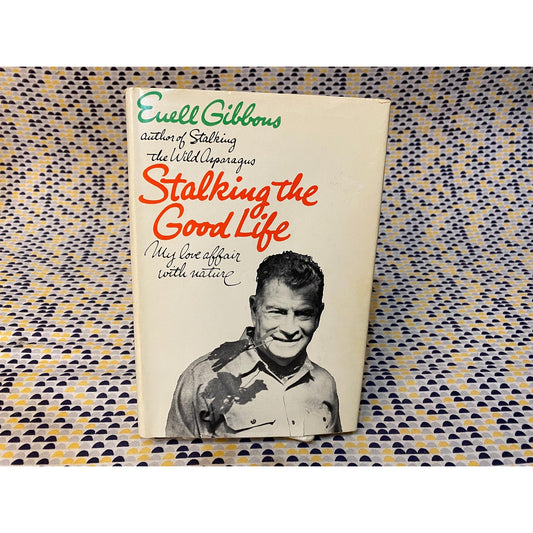 Euell Gibbons
author of Stalking
the Wild Asparagus
Stalking the
Good Life
My love affair
with nature